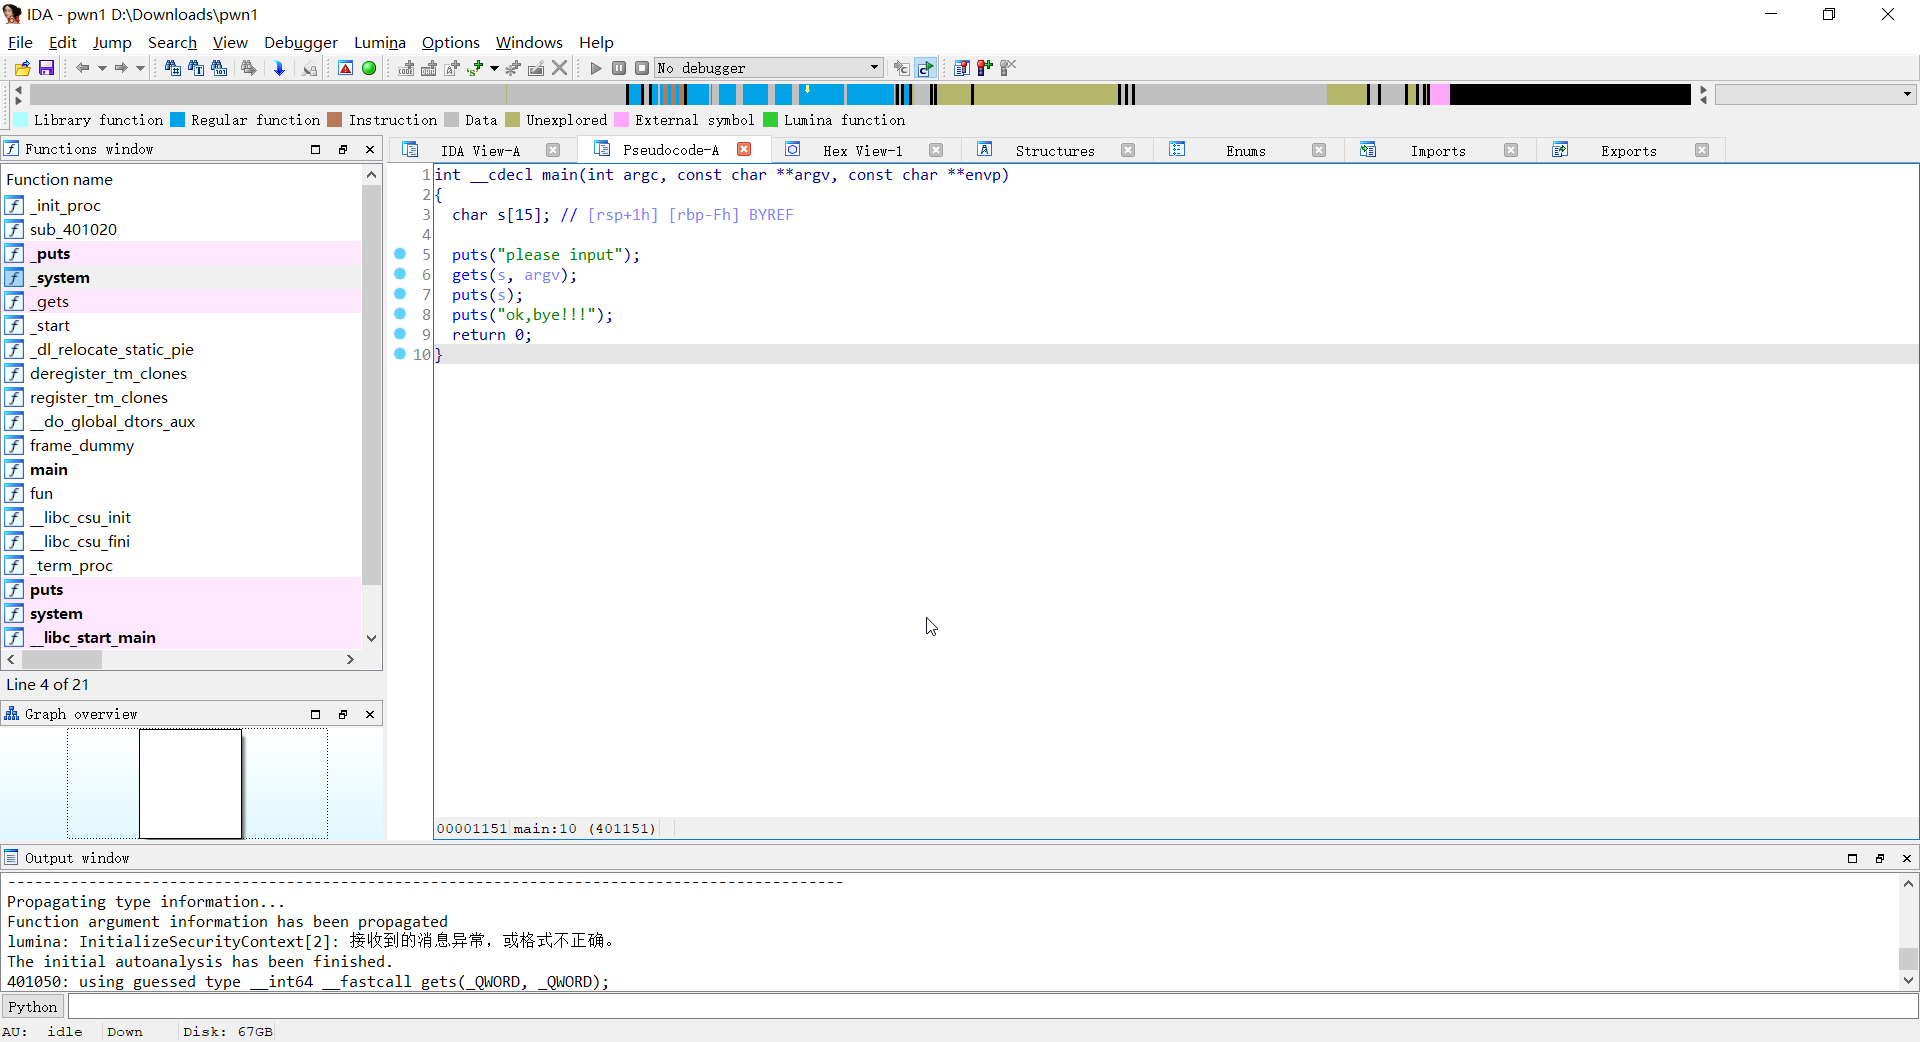 IDA - pwn1 D:\Downloads\pwn1
File Edit Jump Search View Debugger Lumina Options Windows Help
No debugger
Library function Regular function Instruction Data Unexplored External symbol Lumina function
Functions window
IDA View-A Pseudocode-A Hex View-1 Structures Enums Imports Exports
Function name
_init_proc
sub_401020
_puts
_system
_gets
_start
_dl_relocate_static_pie
deregister_tm_clones
register_tm_clones
__do_global_dtors_aux
frame_dummy
main
fun
__libc_csu_init
__libc_csu_fini
_term_proc
puts
system
__libc_start_main
Line 4 of 21
Graph overview
1 int __cdecl main(int argc, const char **argv, const char **envp)
2 {
3 char s[15]; // [rsp+1h] [rbp-Fh] BYREF
4
5 puts("please input");
6 gets(s, argv);
7 puts(s);
8 puts("ok,bye!!!");
9 return 0;
10 }
00001151 main:10 (401151)
Output window
---------------------------------------------------------------------------------------------
Propagating type information...
Function argument information has been propagated
lumina: InitializeSecurityContext[2]: 接收到的消息异常，或格式不正确。
The initial autoanalysis has been finished.
401050: using guessed type __int64 __fastcall gets(_QWORD, _QWORD);
Python
AU: idle Down Disk: 67GB